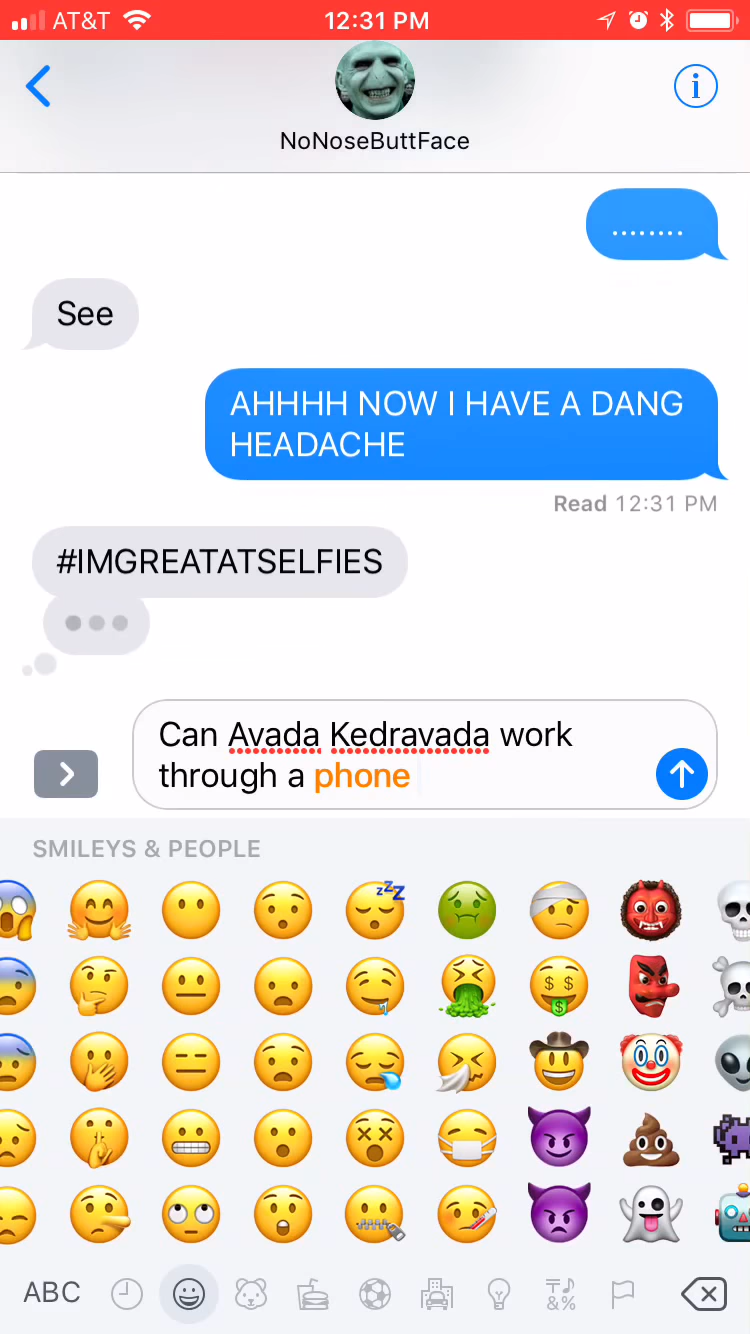 AT&T 12:31 PM
NoNoseButtFace
........
See
AHHHH NOW I HAVE A DANG
HEADACHE
Read 12:31 PM
#IMGREATATSELFIES
Can Avada Kedravada work
through a phone
SMILEYS & PEOPLE
ABC